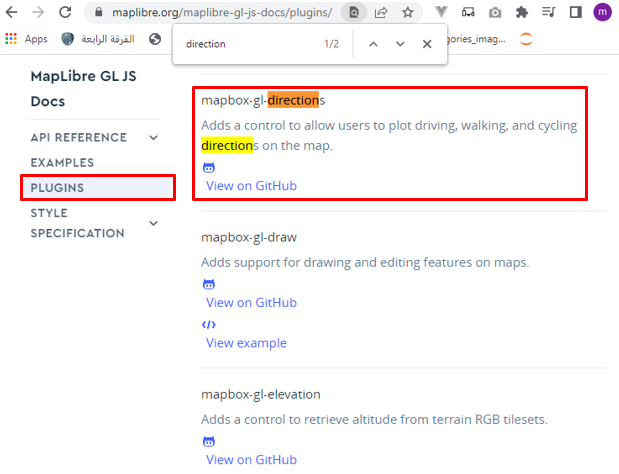 maplibre.org/maplibre-gl-js-docs/plugins/
m
Apps
الفرقة الرابعة
gories_imag...
direction
1/2
MapLibre GL JS
Docs
API REFERENCE
EXAMPLES
PLUGINS
STYLE
SPECIFICATION
mapbox-gl-directions
Adds a control to allow users to plot driving, walking, and cycling
directions on the map.
View on GitHub
mapbox-gl-draw
Adds support for drawing and editing features on maps.
View on GitHub
View example
mapbox-gl-elevation
Adds a control to retrieve altitude from terrain RGB tilesets.
View on GitHub